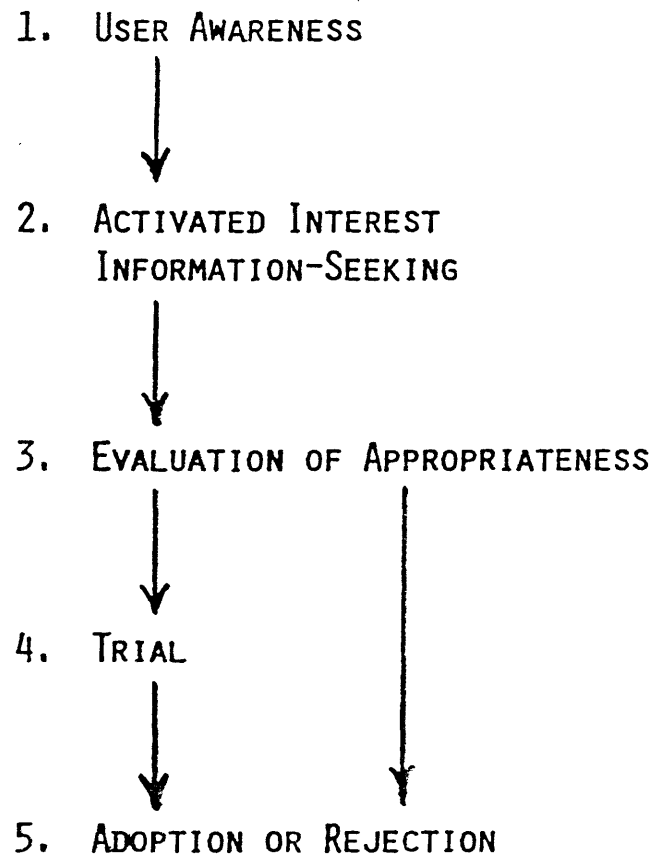 1. USER AWARENESS
2. ACTIVATED INTEREST
INFORMATION-SEEKING
3. EVALUATION OF APPROPRIATENESS
4. TRIAL
5. ADOPTION OR REJECTION